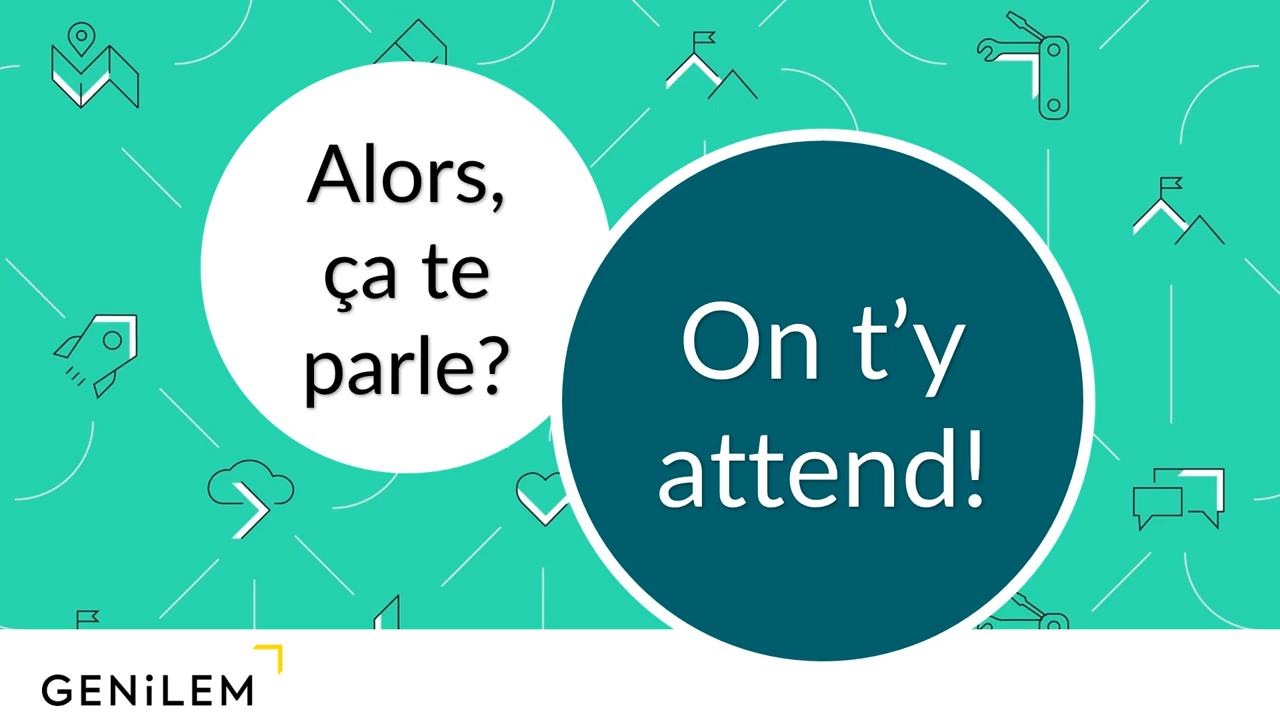 Alors,
ça te
parle?
On t’y
attend!
GENiLEM